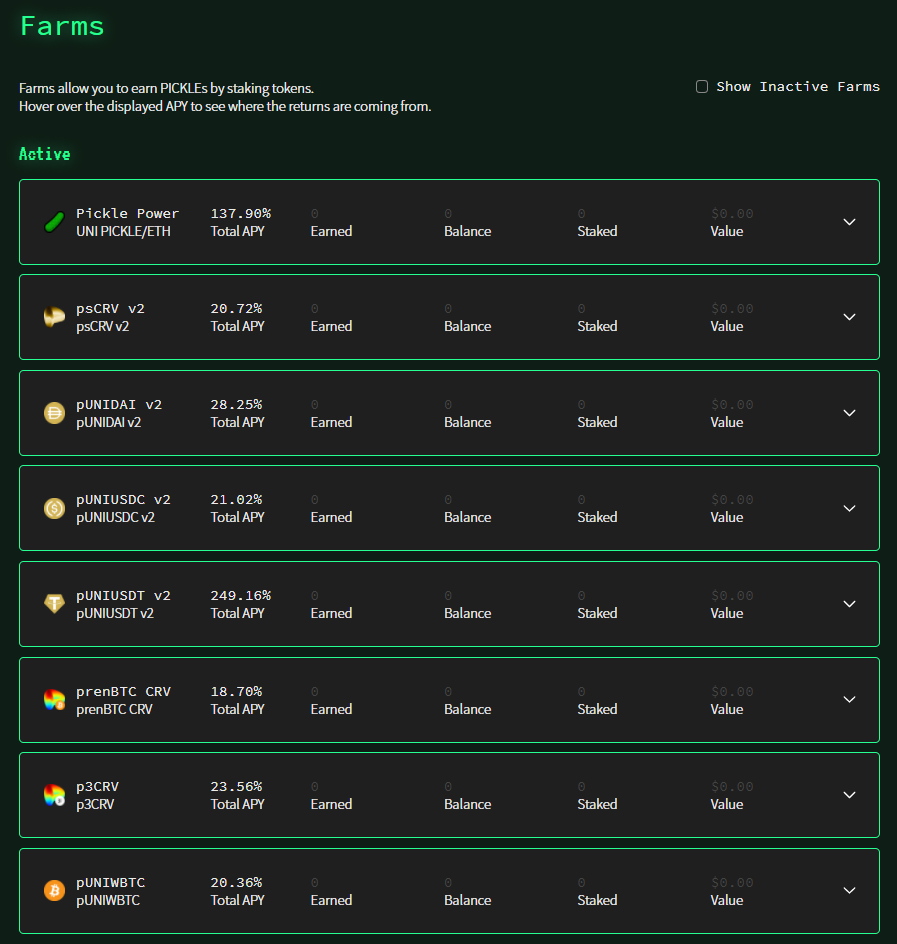 Farms
Farms allow you to earn PICKLEs by staking tokens.
Hover over the displayed APY to see where the returns are coming from.
Show Inactive Farms
Active
Pickle Power 137.90% 0 0 0 $0.00
UNI PICKLE/ETH Total APY Earned Balance Staked Value
psCRV v2 20.72% 0 0 0 $0.00
psCRV v2 Total APY Earned Balance Staked Value
pUNIDAI v2 28.25% 0 0 0 $0.00
pUNIDAI v2 Total APY Earned Balance Staked Value
pUNIUSDC v2 21.02% 0 0 0 $0.00
pUNIUSDC v2 Total APY Earned Balance Staked Value
pUNIUSDT v2 249.16% 0 0 0 $0.00
pUNIUSDT v2 Total APY Earned Balance Staked Value
prenBTC CRV 18.70% 0 0 0 $0.00
prenBTC CRV Total APY Earned Balance Staked Value
p3CRV 23.56% 0 0 0 $0.00
p3CRV Total APY Earned Balance Staked Value
pUNIWBTC 20.36% 0 0 0 $0.00
pUNIWBTC Total APY Earned Balance Staked Value